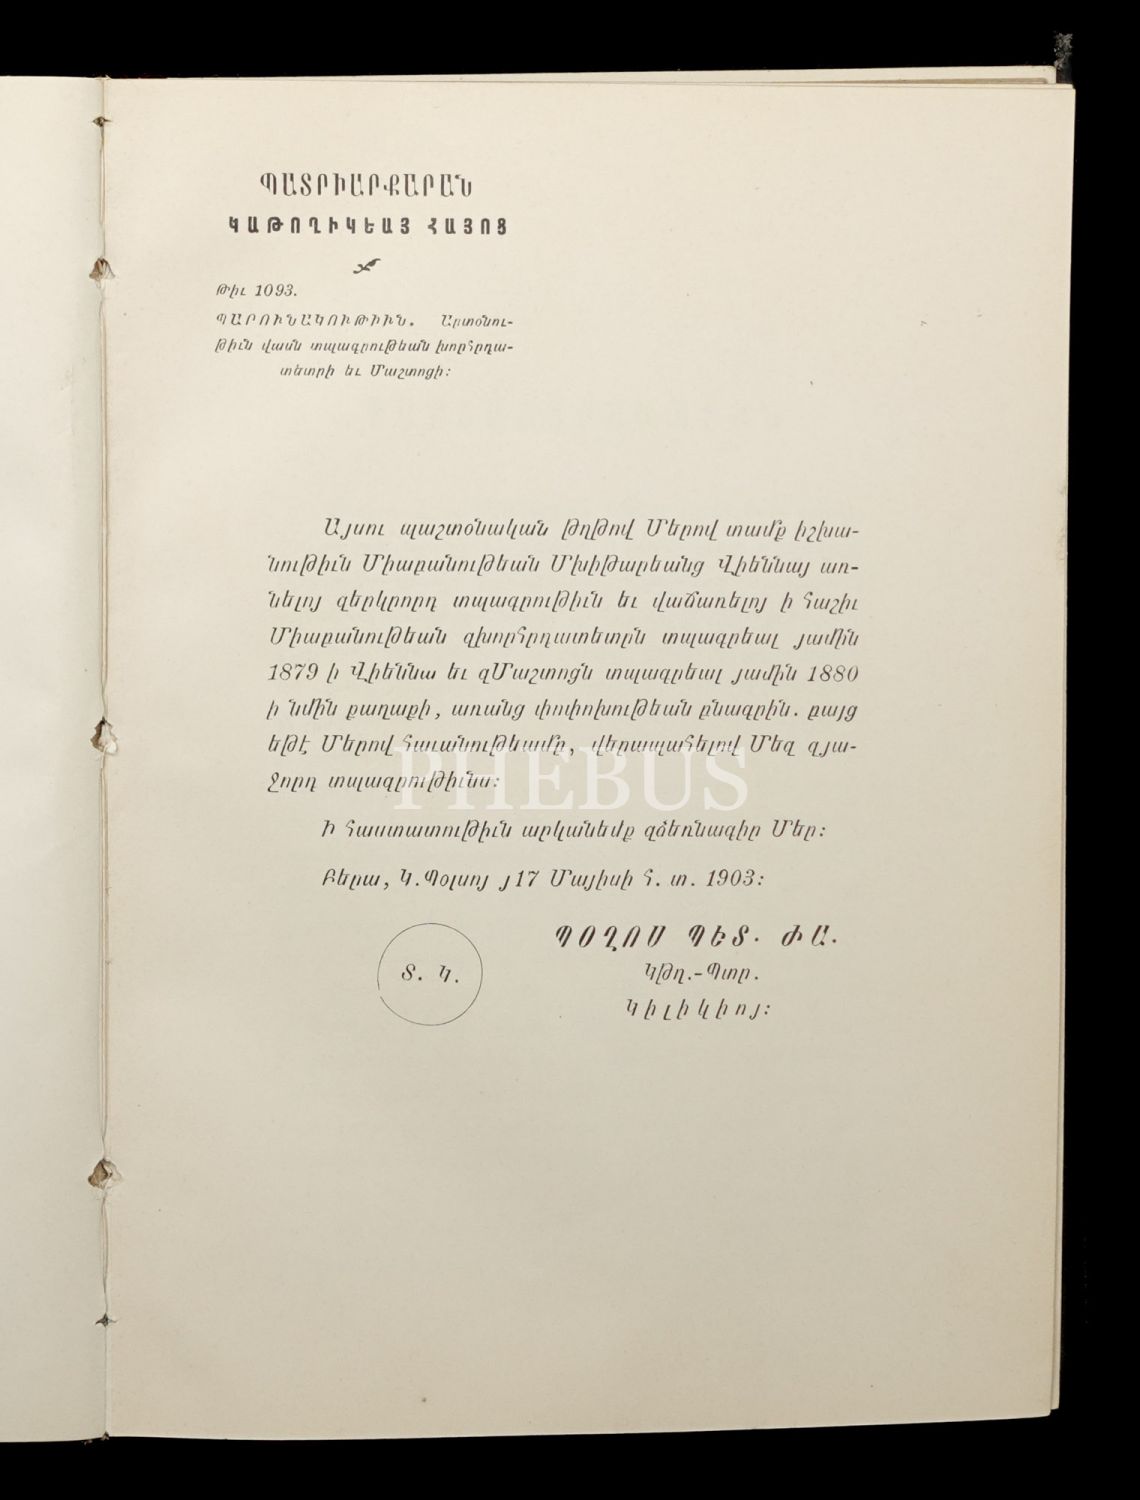 ՊԱՏՐԻԱՐՔԱՐԱՆ
ԿԱԹՈՂԻԿԵԱՅ ՀԱՅՈՑ
Թիւ 1093.
ՊԱՐՈՒՆԱԿՈՒԹԻՒՆ. Արտօնու-
թիւն վասն տպագրութեան խորհրդա-
տետրի եւ Մաշտոցի:
Այսու պաշտօնական թղթով Մերով տամք իշխա-
նութիւն Միաբանութեան Մխիթարեանց Վիեննայ առ-
նելոյ զերկրորդ տպագրութիւն եւ վաճառելոյ ի հաշիւ
Միաբանութեան զխորհրդատետրն տպագրեալ յամին
1879 ի Վիեննա եւ զՄաշտոցն տպագրեալ յամին 1880
ի նմին քաղաքի, առանց փոփոխութեան բնագրին. բայց
եթէ Մերով հաւանութեամբ, վերապահելով Մեզ զյա-
ջորդ տպագրութիւնս:
PHEBUS
Ի հաստատութիւն արկանեմք զձեռնագիր Մեր:
Բերա, Կ.Պօլսոյ յ17 Մայիսի հ. տ. 1903:
ՊՕՂՈՍ ՊԵՏ. ԺԱ.
Տ. Կ.
Կթղ.-Պտր.
Կիլիկիոյ: